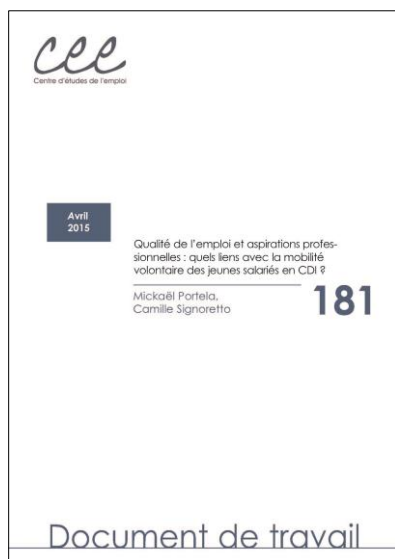 cee
Centre d'études de l'emploi
Avril
2015
Qualité de l'emploi et aspirations profes-
sionnelles : quels liens avec la mobilité
volontaire des jeunes salariés en CDI ?
Mickaël Portela,
Camille Signoretto
181
Document de travail